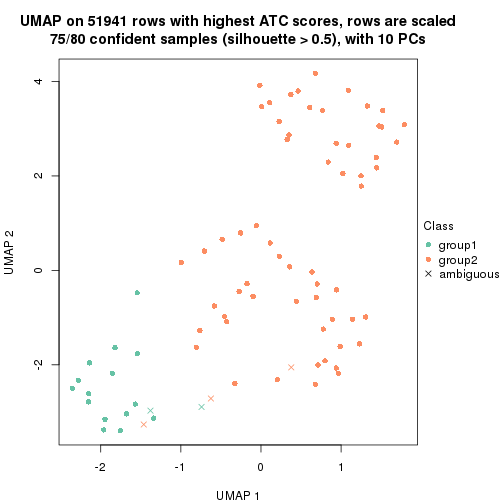 UMAP on 51941 rows with highest ATC scores, rows are scaled
75/80 confident samples (silhouette > 0.5), with 10 PCs
4
2
0
-2
UMAP 2
-2
-1
0
1
UMAP 1
Class
group1
group2
ambiguous